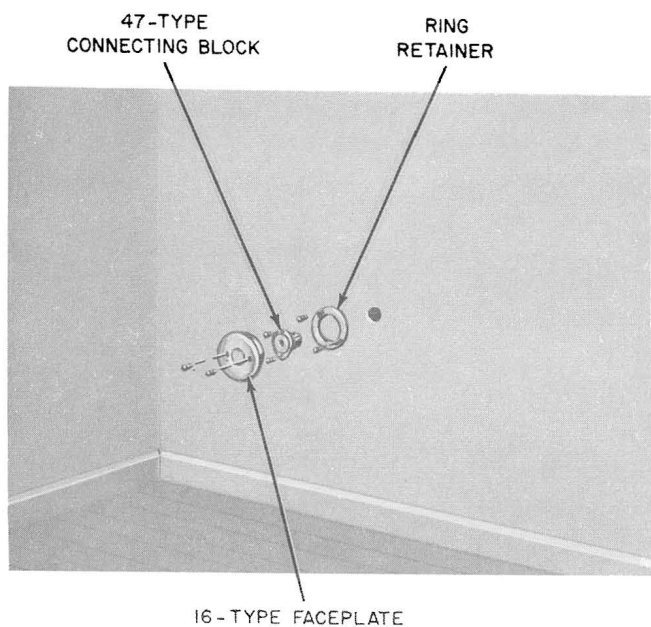 47-TYPE
CONNECTING BLOCK
RING
RETAINER
16-TYPE FACEPLATE